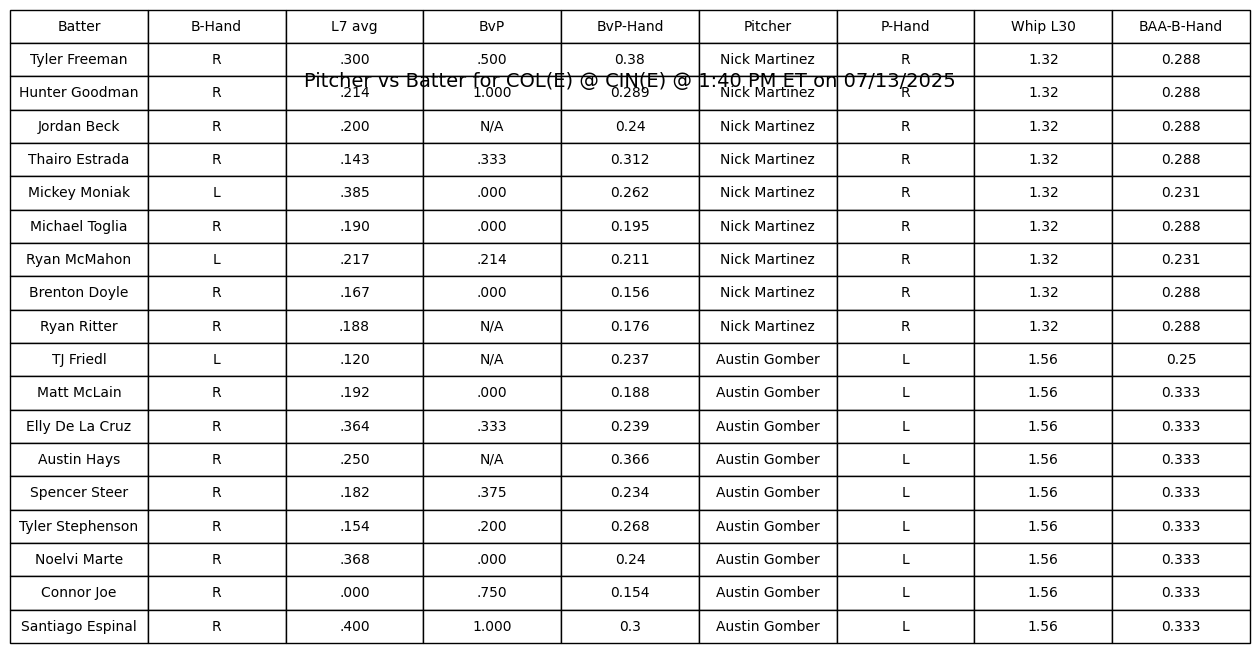 Batter B-Hand L7 avg BvP BvP-Hand Pitcher P-Hand Whip L30 BAA-B-Hand
Tyler Freeman R .300 .500 0.38 Nick Martinez R 1.32 0.288
Pitcher vs Batter for COL(E) @ CIN(E) @ 1:40 PM ET on 07/13/2025
Hunter Goodman R .214 1.000 0.289 Nick Martinez R 1.32 0.288
Jordan Beck R .200 N/A 0.24 Nick Martinez R 1.32 0.288
Thairo Estrada R .143 .333 0.312 Nick Martinez R 1.32 0.288
Mickey Moniak L .385 .000 0.262 Nick Martinez R 1.32 0.231
Michael Toglia R .190 .000 0.195 Nick Martinez R 1.32 0.288
Ryan McMahon L .217 .214 0.211 Nick Martinez R 1.32 0.231
Brenton Doyle R .167 .000 0.156 Nick Martinez R 1.32 0.288
Ryan Ritter R .188 N/A 0.176 Nick Martinez R 1.32 0.288
TJ Friedl L .120 N/A 0.237 Austin Gomber L 1.56 0.25
Matt McLain R .192 .000 0.188 Austin Gomber L 1.56 0.333
Elly De La Cruz R .364 .333 0.239 Austin Gomber L 1.56 0.333
Austin Hays R .250 N/A 0.366 Austin Gomber L 1.56 0.333
Spencer Steer R .182 .375 0.234 Austin Gomber L 1.56 0.333
Tyler Stephenson R .154 .200 0.268 Austin Gomber L 1.56 0.333
Noelvi Marte R .368 .000 0.24 Austin Gomber L 1.56 0.333
Connor Joe R .000 .750 0.154 Austin Gomber L 1.56 0.333
Santiago Espinal R .400 1.000 0.3 Austin Gomber L 1.56 0.333